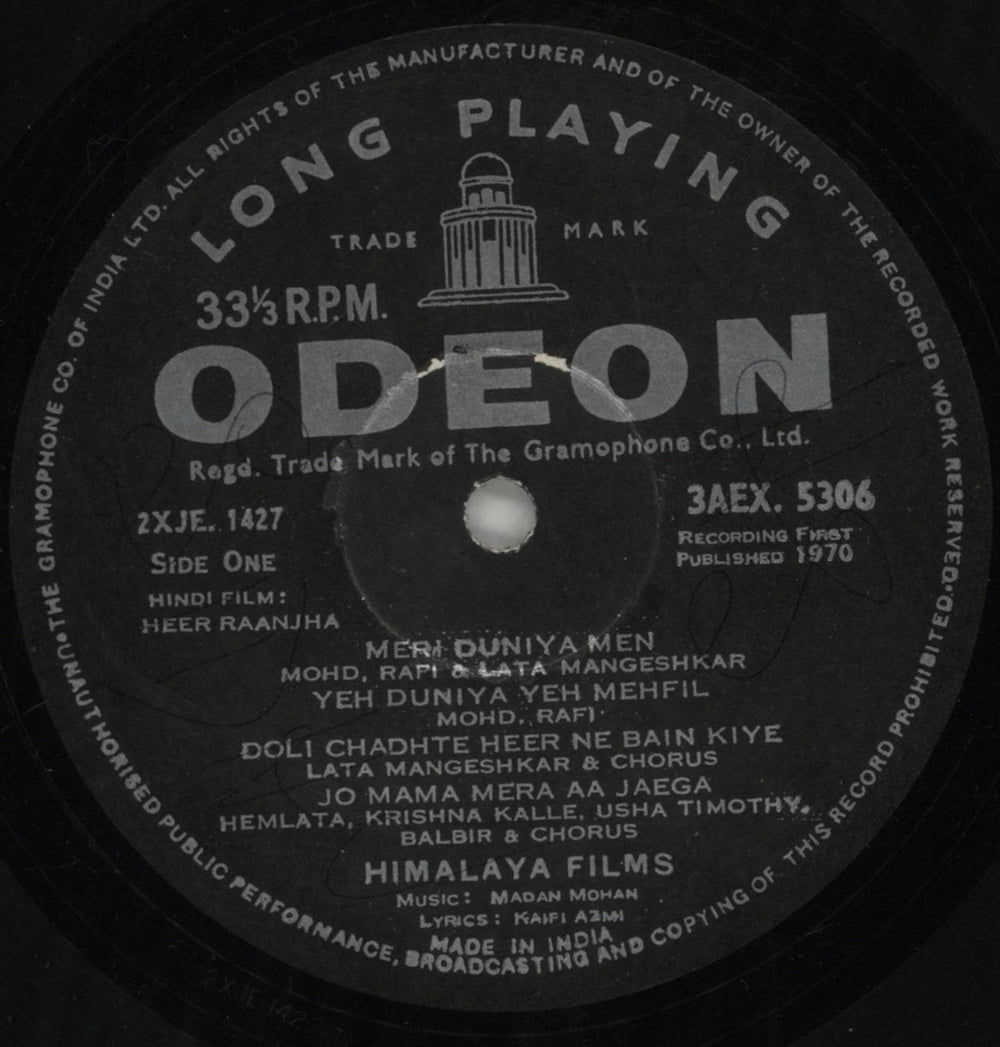 THE GRAMOPHONE CO. OF INDIA LTD. ALL RIGHTS OF THE MANUFACTURER AND OF THE OWNER OF THE RECORDED WORK RESERVED.
UNAUTHORISED PUBLIC PERFORMANCE, BROADCASTING AND COPYING OF THIS RECORD PROHIBITED.
LONG PLAYING
TRADE MARK
33⅓ R.P.M.
ODEON
Regd. Trade Mark of The Gramophone Co., Ltd.
2XJE. 1427
SIDE ONE
HINDI FILM:
HEER RAANJHA
3AEX. 5306
RECORDING FIRST
PUBLISHED 1970
MERI DUNIYA MEN
MOHD, RAFI & LATA MANGESHKAR
YEH DUNIYA YEH MEHFIL
MOHD, RAFI
DOLI CHADHTE HEER NE BAIN KIYE
LATA MANGESHKAR & CHORUS
JO MAMA MERA AA JAEGA
HEMLATA, KRISHNA KALLE, USHA TIMOTHY,
BALBIR & CHORUS
HIMALAYA FILMS
MUSIC: MADAN MOHAN
LYRICS: KAIFI AZMI
MADE IN INDIA